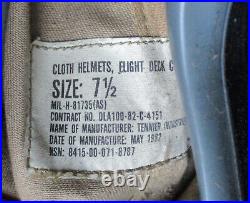 CLOTH HELMETS, FLIGHT DECK C
SIZE: 7½
MIL-H-81735(AS)
CONTRACT NO. DLA100-82-C-4151
NAME OF MANUFACTURER: TENNIER
DATE OF MANUFACTURE: MAY 1982
NSN: 8415-00-071-8787